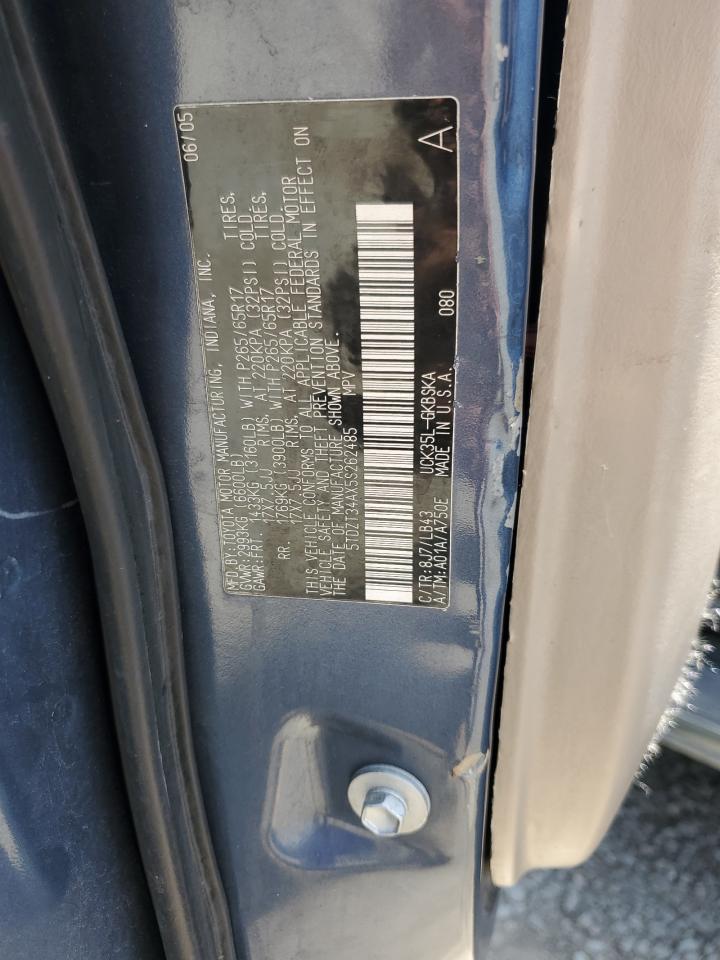 MFD BY:TOYOTA MOTOR MANUFACTURING, INDIANA, INC. 06/05
GVWR:2993KG(6600LB)
GAWR:FRT. 1433KG(3160LB) WITH P265/65R17 TIRES,
17X7.5JJ RIMS, AT 220KPA (32PSI) COLD.
RR. 1769KG(3900LB) WITH P265/65R17 TIRES,
17X7.5JJ RIMS, AT 220KPA (32PSI) COLD.
THIS VEHICLE CONFORMS TO ALL APPLICABLE FEDERAL MOTOR
VEHICLE SAFETY AND THEFT PREVENTION STANDARDS IN EFFECT ON
THE DATE OF MANUFACTURE SHOWN ABOVE.
5TDZT34AX5S262485 MPV
C/TR:8J7/LB43 UCK35L-GKBSKA 080 A
A/TM:A01A/A750E MADE IN U.S.A.